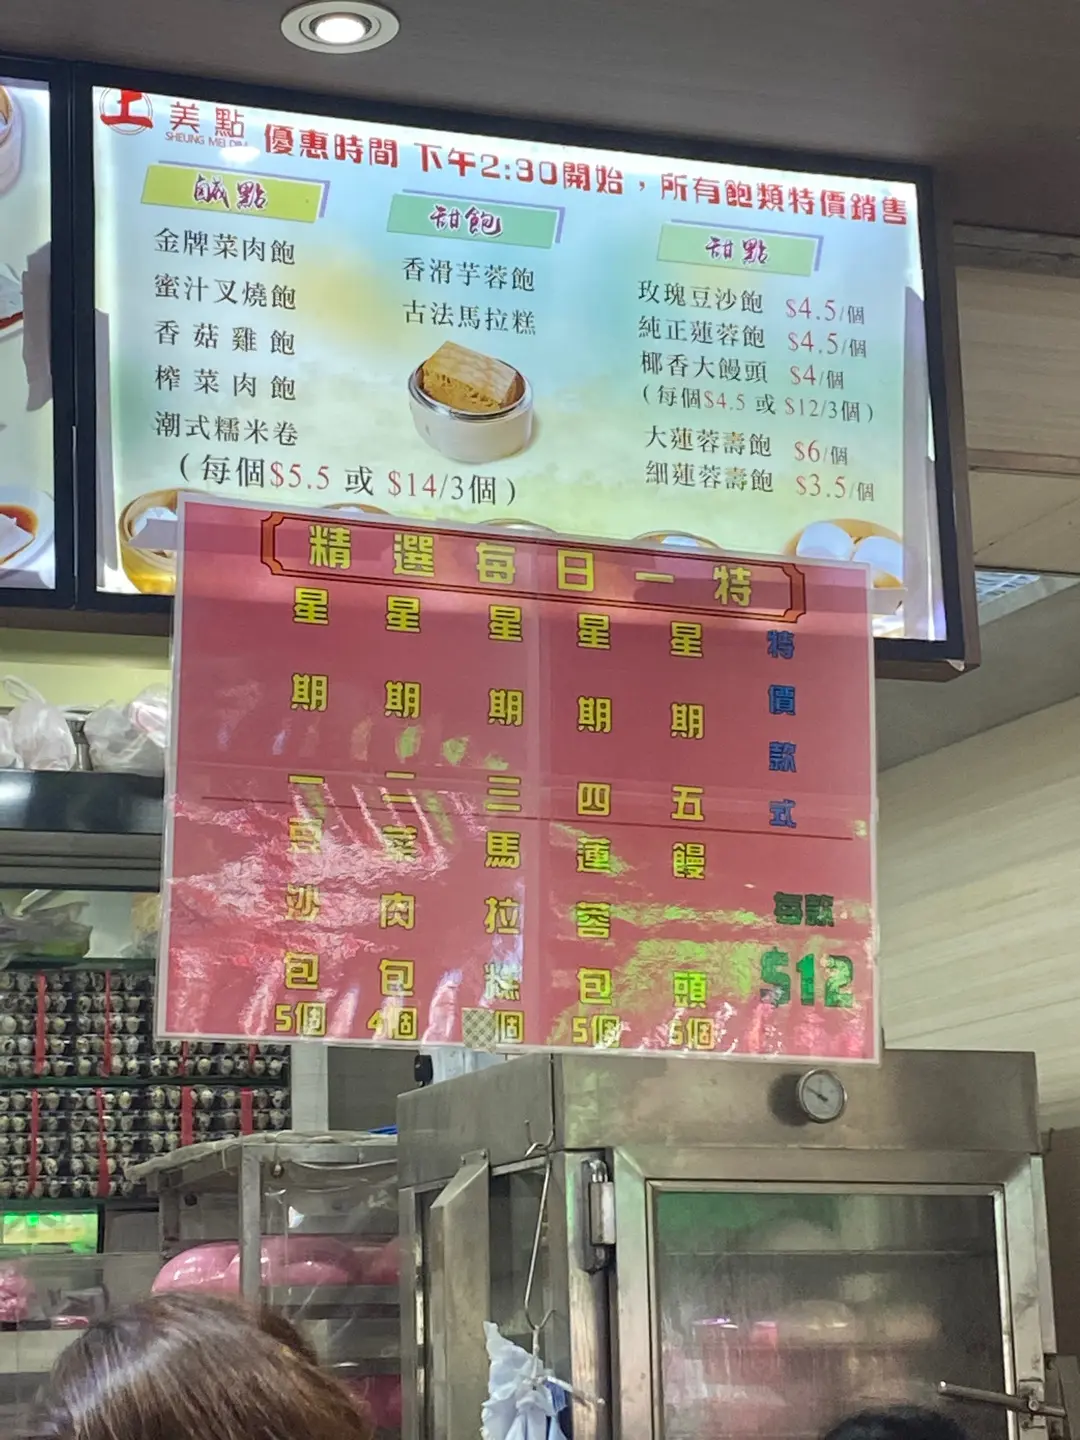 上
美點
SHEUNG MEI DIM
優惠時間 下午2:30開始，所有飽類特價銷售
鹹點
金牌菜肉飽
蜜汁叉燒飽
香菇雞飽
榨菜肉飽
潮式糯米卷
（每個$5.5 或 $14/3個）
甜飽
香滑芋蓉飽
古法馬拉糕
甜點
玫瑰豆沙飽 $4.5/個
純正蓮蓉飽 $4.5/個
椰香大饅頭 $4/個
（每個$4.5 或 $12/3個）
大蓮蓉壽飽 $6/個
細蓮蓉壽飽 $3.5/個
精選每日一特
星期一豆沙包5個
星期二菜肉包4個
星期三馬拉糕個
星期四蓮蓉包5個
星期五饅頭
特價款式
每款
$12